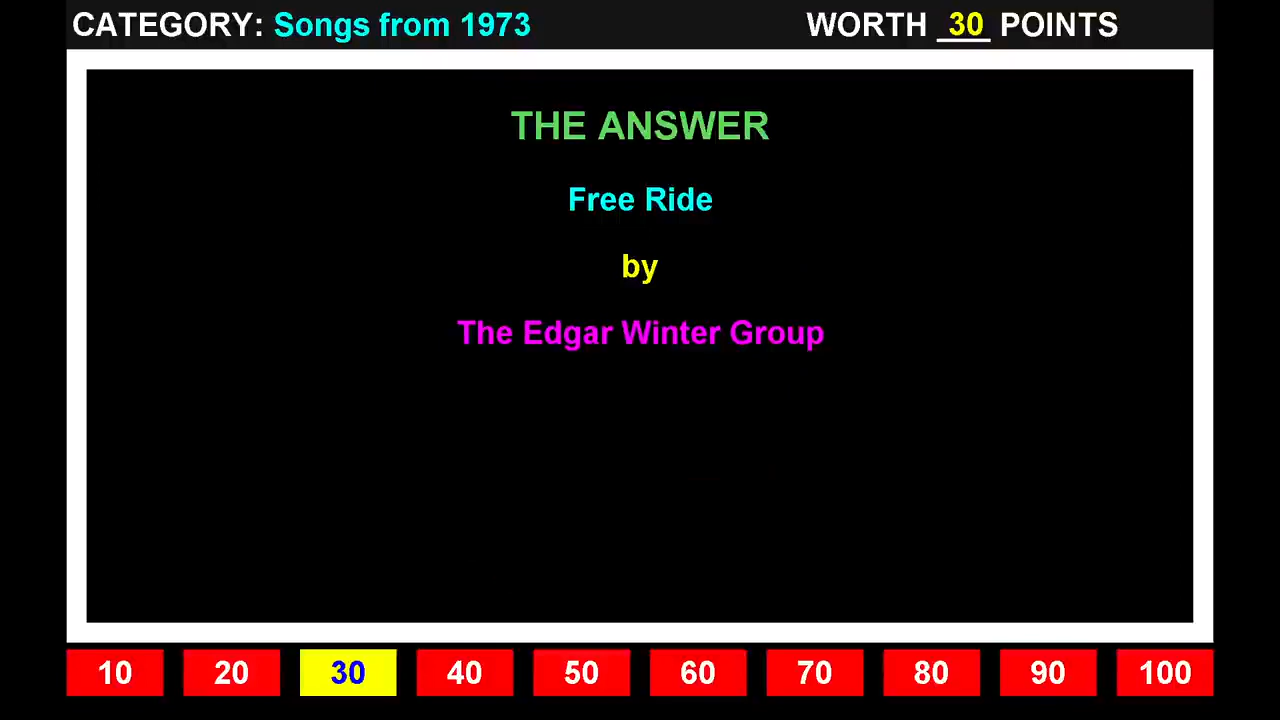 CATEGORY: Songs from 1973 WORTH 30 POINTS
THE ANSWER
Free Ride
by
The Edgar Winter Group
10 20 30 40 50 60 70 80 90 100